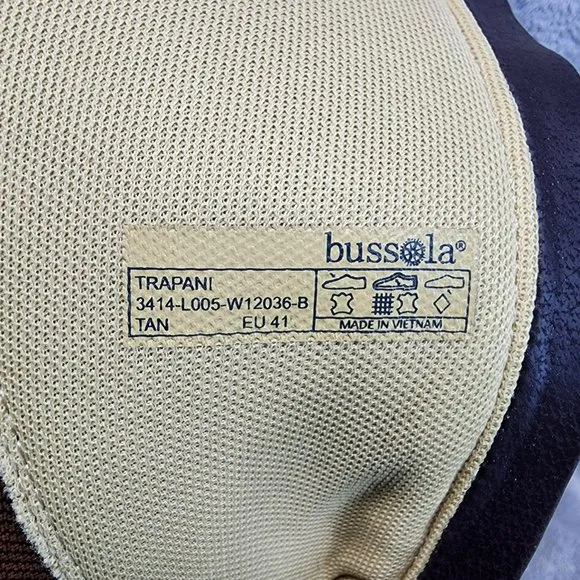 bussola®
TRAPANI
3414-L005-W12036-B
TAN EU 41
MADE IN VIETNAM